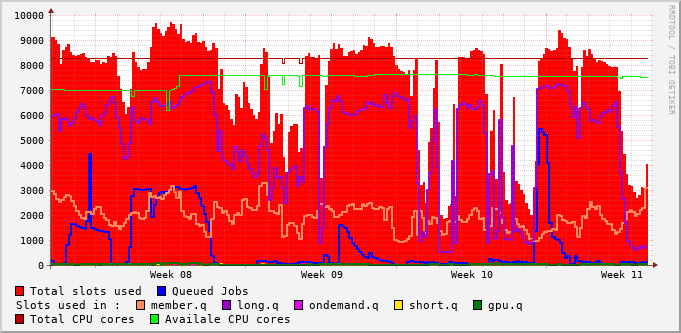 RRDTOOL / TOBI OETIKER
10000
9000
8000
7000
6000
5000
4000
3000
2000
1000
0
Week 08 Week 09 Week 10 Week 11
Total slots used Queued Jobs
Slots used in : member.q long.q ondemand.q short.q gpu.q
Total CPU cores Availale CPU cores